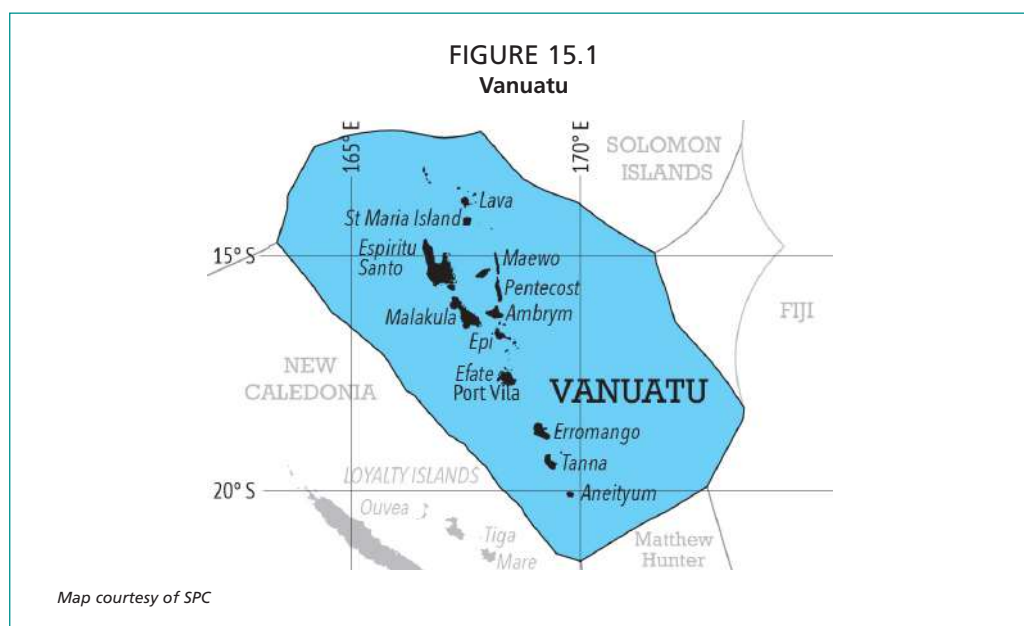 FIGURE 15.1
Vanuatu
165° E
170° E
SOLOMON
ISLANDS
Lava
St Maria Island
15° S
Espiritu
Santo
Maewo
Pentecost
Malakula
Ambrym
FIJI
Epi
NEW
CALEDONIA
Efate
Port Vila
VANUATU
Erromango
Tanna
LOYALTY ISLANDS
20° S
Aneityum
Ouvea
Tiga
Mare
Matthew
Hunter
Map courtesy of SPC